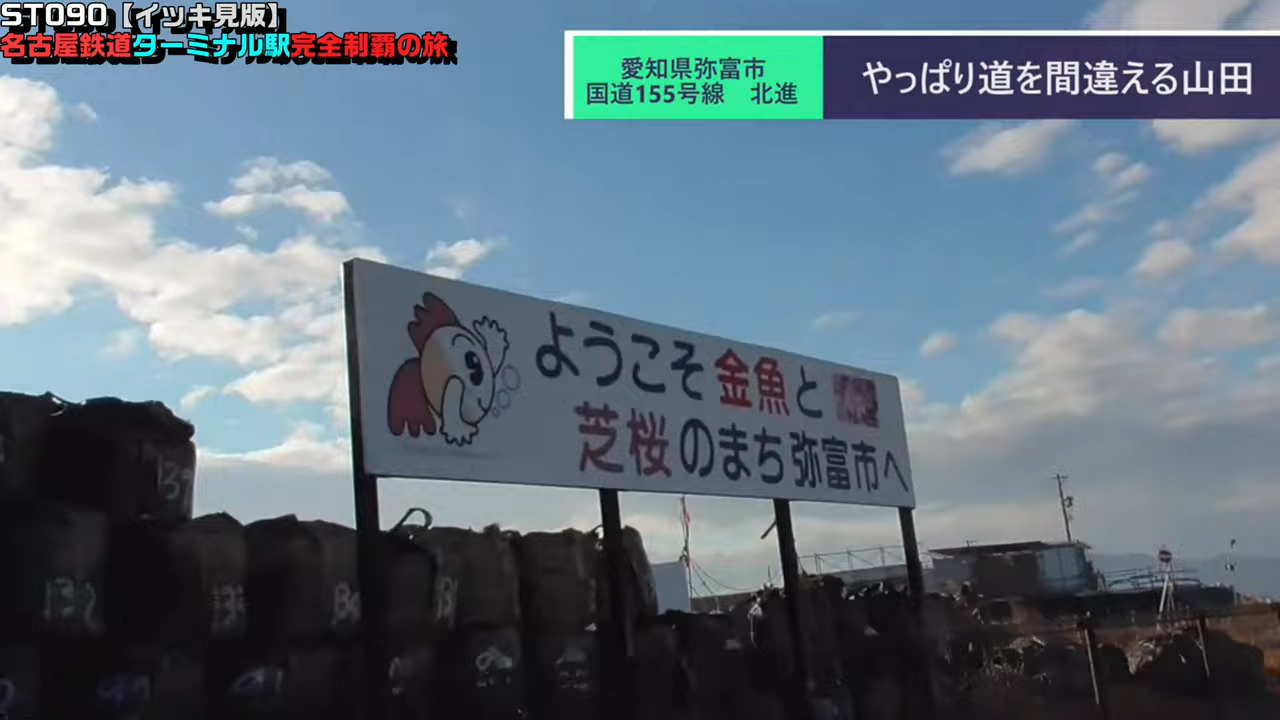 ST090【イッキ見版】
名古屋鉄道ターミナル駅完全制覇の旅
愛知県弥富市
国道155号線 北進
やっぱり道を間違える山田
ようこそ金魚と
芝桜のまち弥富市へ
139
132